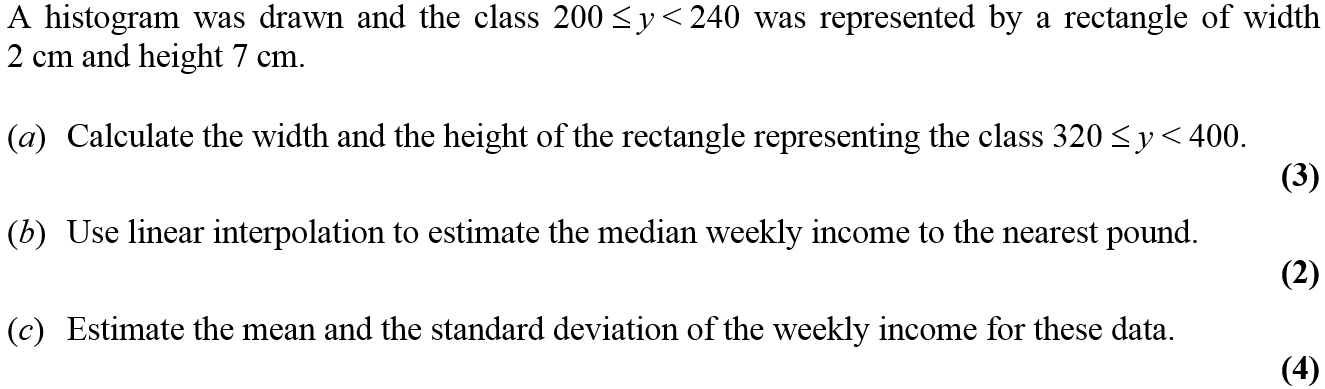 A histogram was drawn and the class 200 ≤ y < 240 was represented by a rectangle of width
2 cm and height 7 cm.
(a) Calculate the width and the height of the rectangle representing the class 320 ≤ y < 400.
(3)
(b) Use linear interpolation to estimate the median weekly income to the nearest pound.
(2)
(c) Estimate the mean and the standard deviation of the weekly income for these data.
(4)